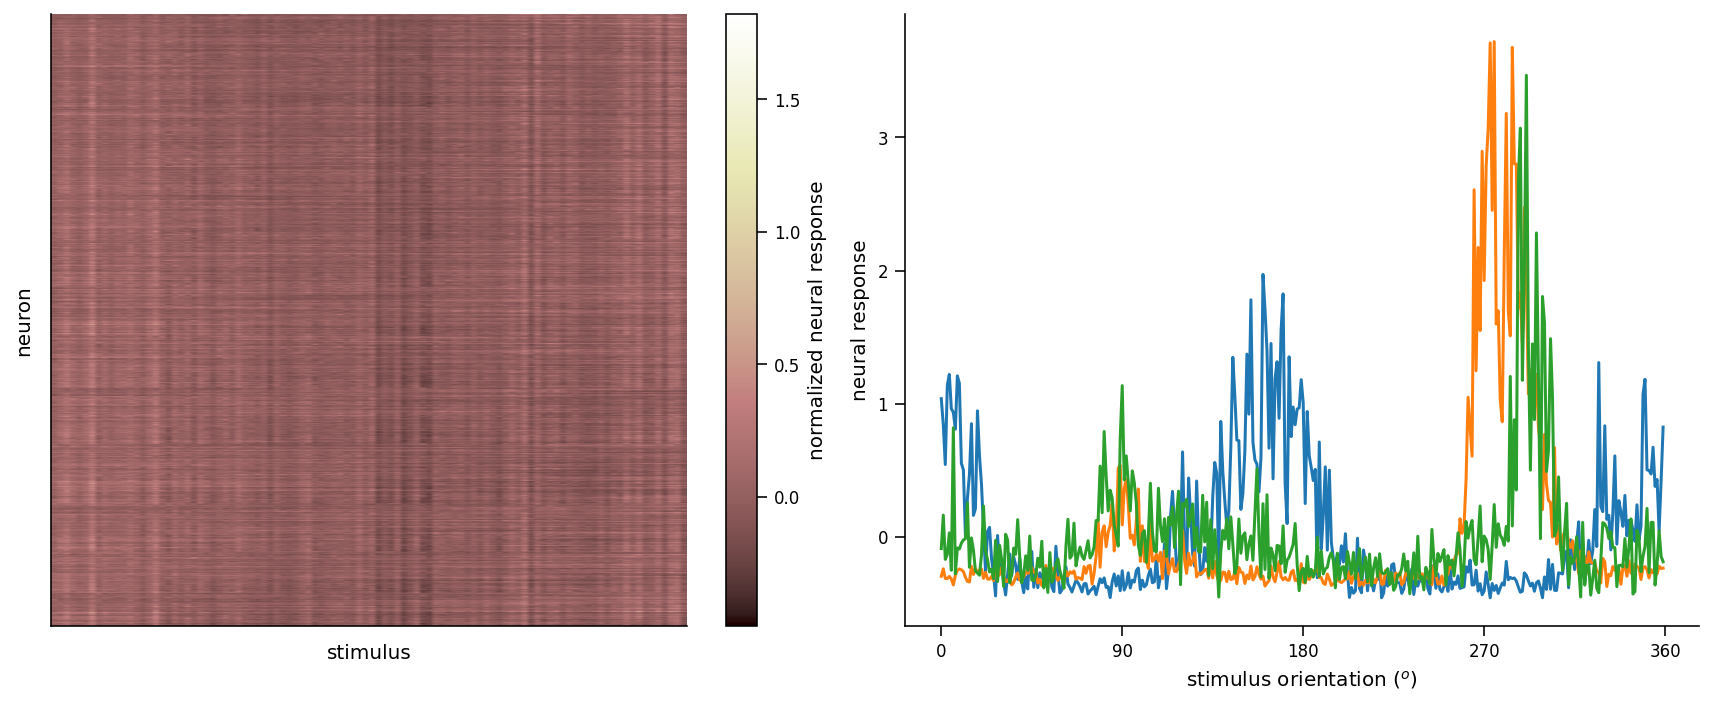 neuron
stimulus
1.5
1.0
0.5
0.0
normalized neural response
neural response
3
2
1
0
0
90
180
270
360
stimulus orientation (o)